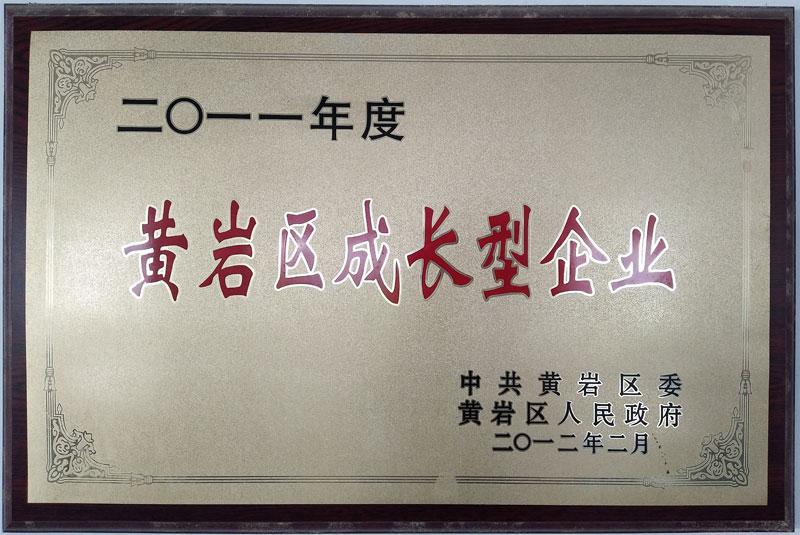 二〇一一年度
黄岩区成长型企业
中共黄岩区委
黄岩区人民政府
二〇一二年二月